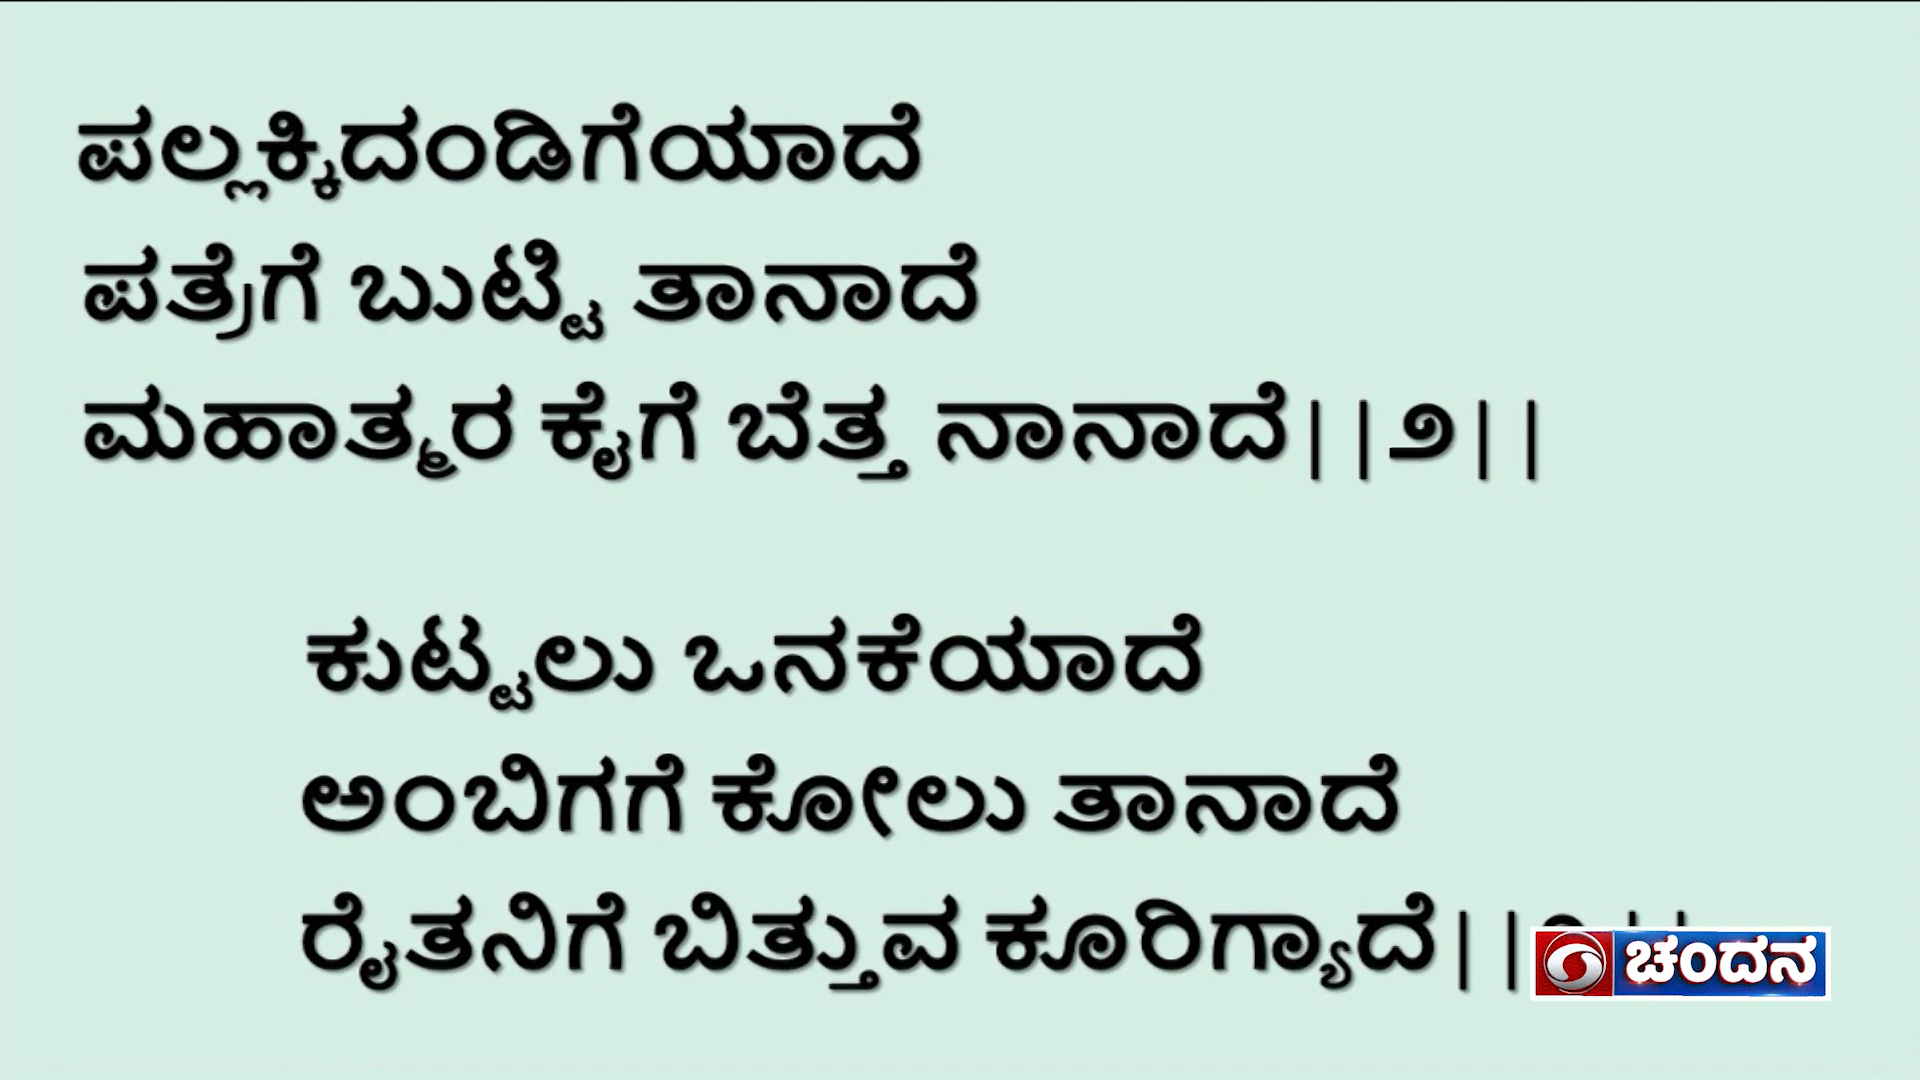 ಪಲ್ಲಕ್ಕಿದಂಡಿಗೆಯಾದೆ
ಪತ್ರೆಗೆ ಬುಟ್ಟಿ ತಾನಾದೆ
ಮಹಾತ್ಮರ ಕೈಗೆ ಬೆತ್ತ ನಾನಾದೆ||೨||
ಕುಟ್ಟಲು ಒನಕೆಯಾದೆ
ಅಂಬಿಗಗೆ ಕೋಲು ತಾನಾದೆ
ರೈತನಿಗೆ ಬಿತ್ತುವ ಕೂರಿಗ್ಯಾದೆ||
ಚಂದನ